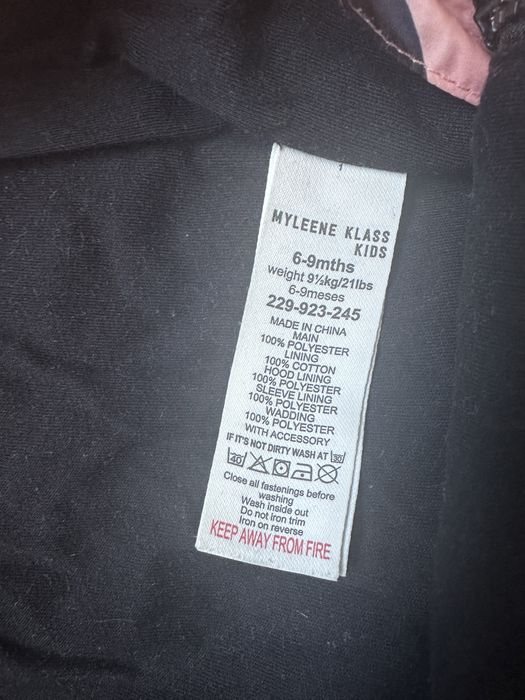 MYLEENE KLASS
KIDS
6-9mths
weight 9½kg/21lbs
6-9meses
229-923-245
MADE IN CHINA
MAIN
100% POLYESTER
LINING
100% COTTON
HOOD LINING
100% POLYESTER
SLEEVE LINING
100% POLYESTER
WADDING
100% POLYESTER
WITH ACCESSORY
IF IT'S NOT DIRTY WASH AT 30
40
Close all fastenings before
washing
Wash inside out
Do not iron trim
Iron on reverse
KEEP AWAY FROM FIRE